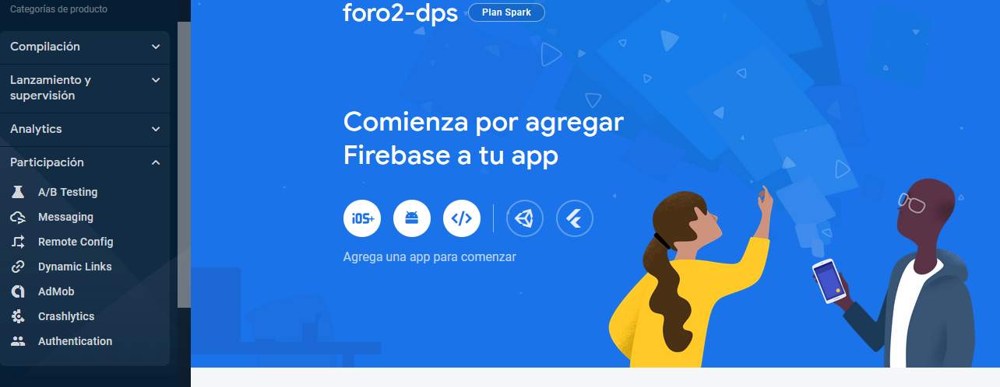 Categorías de producto
Compilación
Lanzamiento y
supervisión
Analytics
Participación
A/B Testing
Messaging
Remote Config
Dynamic Links
AdMob
Crashlytics
Authentication
foro2-dps Plan Spark
Comienza por agregar
Firebase a tu app
iOS+ </>
Agrega una app para comenzar